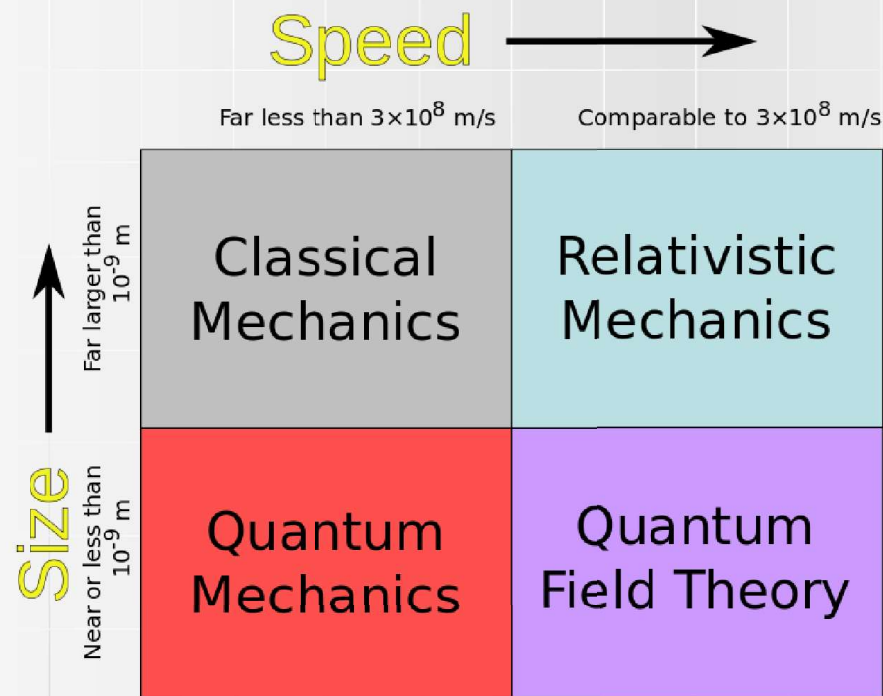 Speed
Far less than 3×10⁸ m/s
Comparable to 3×10⁸ m/s
Size
Far larger than
10⁻⁹ m
Classical
Mechanics
Relativistic
Mechanics
Near or less than
10⁻⁹ m
Quantum
Mechanics
Quantum
Field Theory